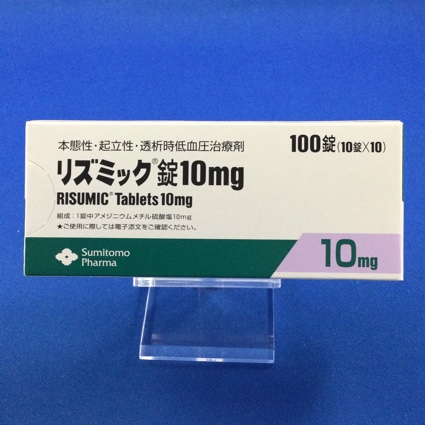 本態性・起立性・透析時低血圧治療剤
100錠(10錠×10)
リズミック®錠10mg
RISUMIC® Tablets 10mg
組成:1錠中アメジニウムメチル硫酸塩10mg
★ご使用に際しては電子添文をご確認ください。
Sumitomo
Pharma
10mg